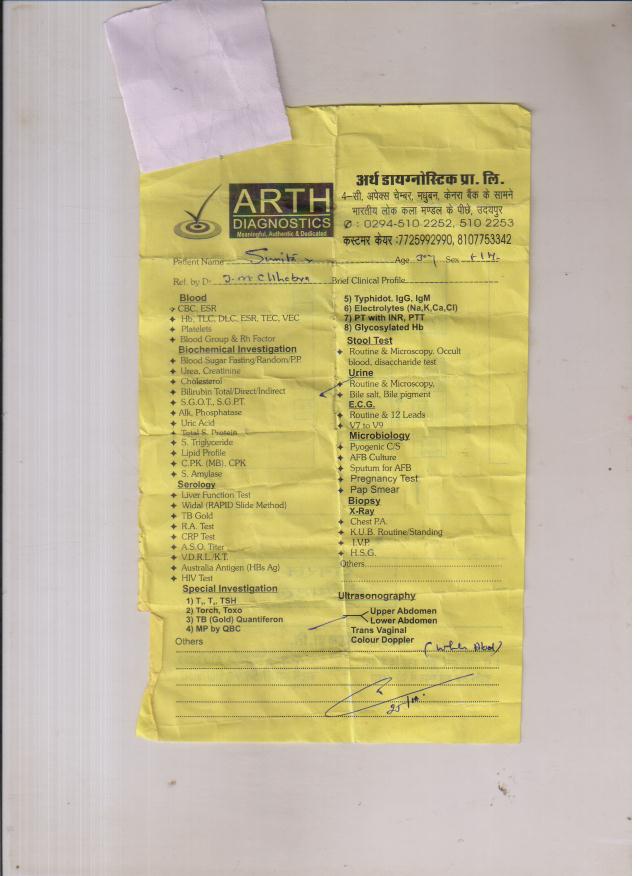 अर्थ डायग्नोस्टिक प्रा. लि.
ARTH
DIAGNOSTICS
Meaningful, Authentic & Dedicated
4-सी, अपेक्स चेम्बर, मधुबन, केनरा बैंक के सामने
भारतीय लोक कला मण्डल के पीछे, उदयपुर
✆ : 0294-510 2252, 510 2253
कस्टमर केयर :7725992990, 8107753342
Patient Name Age Sex
Ref. by Dr. J.M Chhabra Brief Clinical Profile
Blood
CBC, ESR
Hb, TLC, DLC, ESR, TEC, VEC
Platelets
Blood Group & Rh Factor
Biochemical Investigation
Blood Sugar Fasting/Random/P.P.
Urea, Creatinine
Cholesterol
Bilirubin Total/Direct/Indirect
S.G.O.T., S.G.P.T.
Alk, Phosphatase
Uric Acid
Total S. Protein
S. Triglyceride
Lipid Profile
C.P.K. (MB), CPK
S. Amylase
Serology
Liver Function Test
Widal (RAPID Slide Method)
TB Gold
R.A. Test
CRP Test
A.S.O. Titer
V.D.R.L./K.T.
Australia Antigen (HBs Ag)
HIV Test
Special Investigation
1) T₃, T₄, TSH
2) Torch, Toxo
3) TB (Gold) Quantiferon
4) MP by QBC
Others
5) Typhidot. IgG, IgM
6) Electrolytes (Na,K,Ca,Cl)
7) PT with INR, PTT
8) Glycosylated Hb
Stool Test
Routine & Microscopy, Occult
blood, disaccharide test
Urine
Routine & Microscopy,
Bile salt, Bile pigment
E.C.G.
Routine & 12 Leads
V7 to V9
Microbiology
Pyogenic C/S
AFB Culture
Sputum for AFB
Pregnancy Test
Pap Smear
Biopsy
X-Ray
Chest P.A.
K.U.B. Routine/Standing
I.V.P.
H.S.G.
Others
Ultrasonography
Upper Abdomen
Lower Abdomen
Trans Vaginal
Colour Doppler